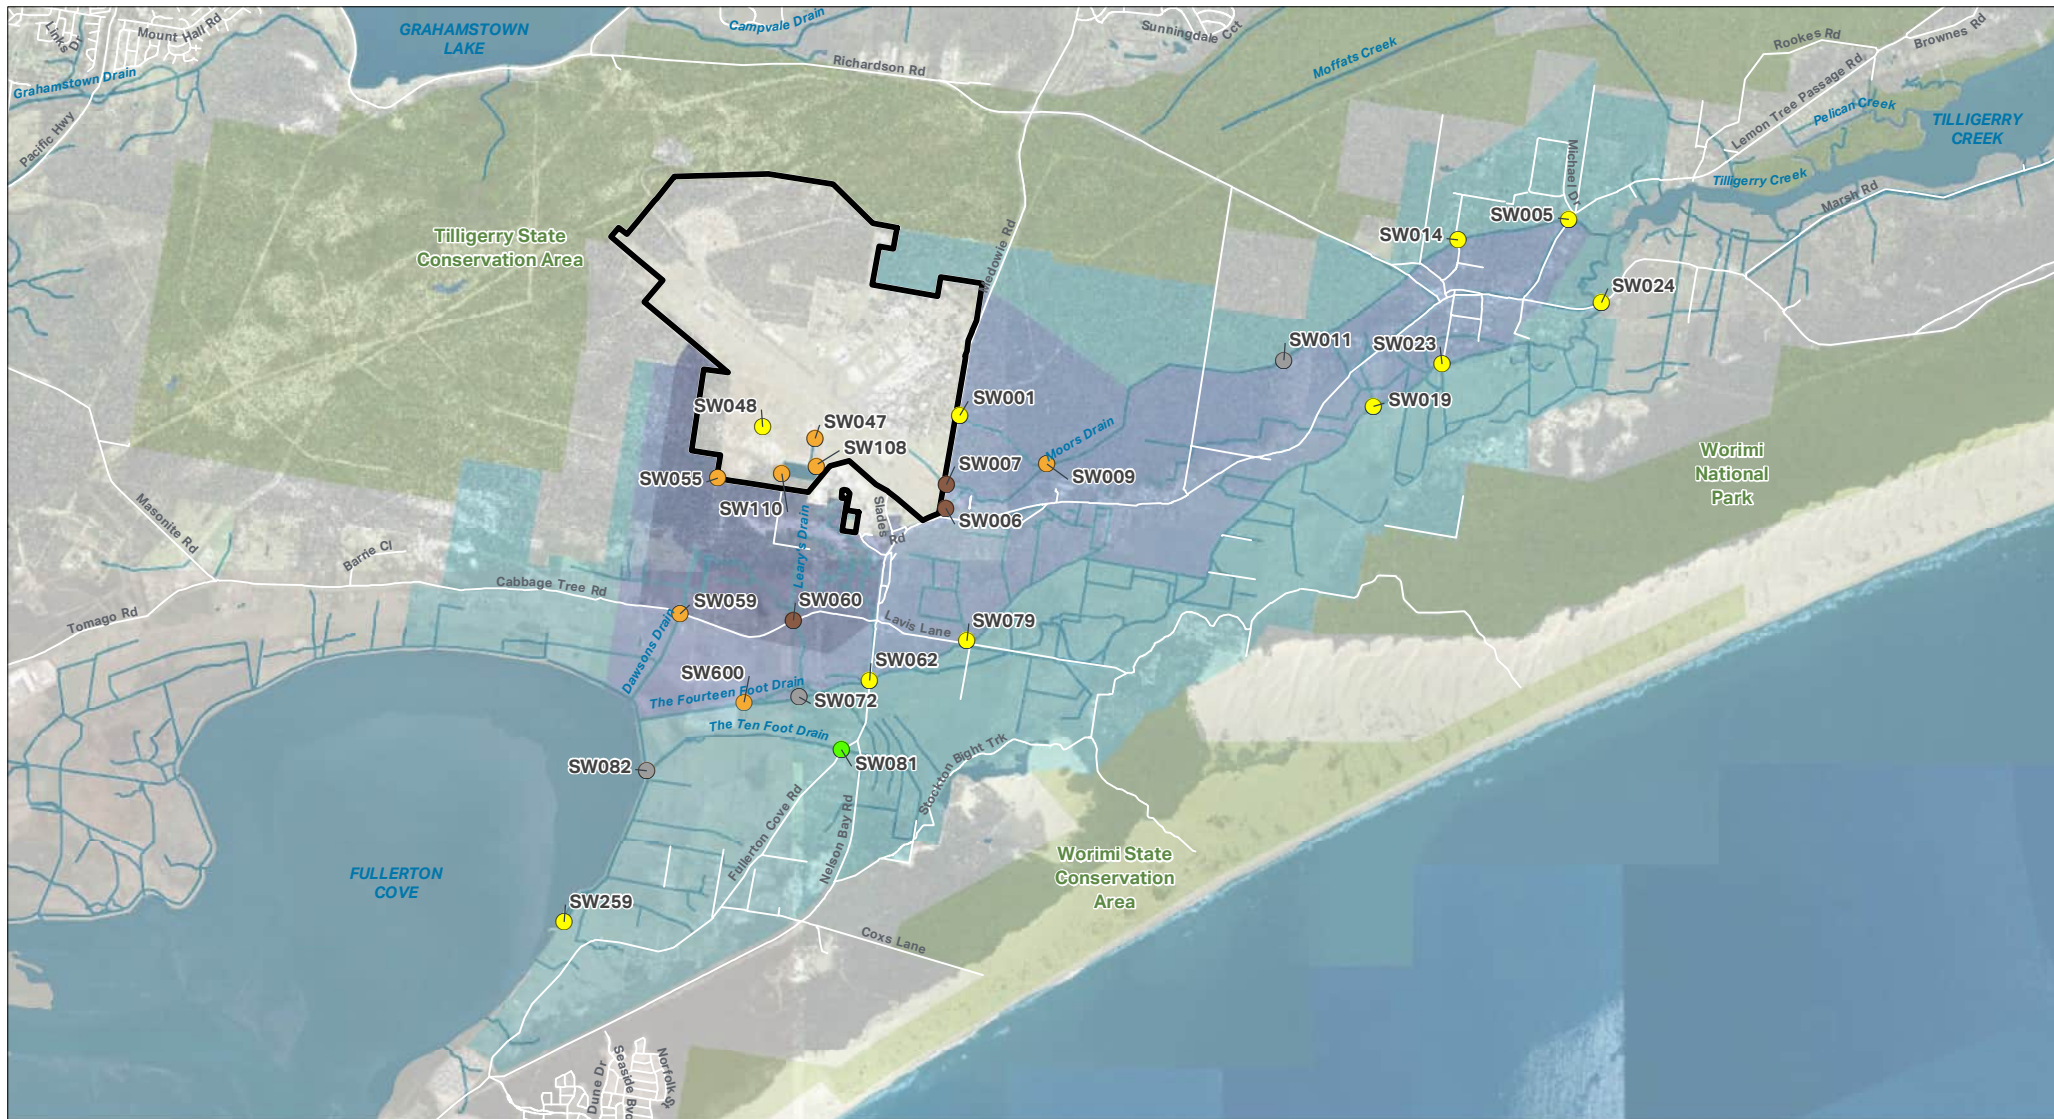 Links
Dr
Mount Hall Rd
GRAHAMSTOWN
LAKE
Campvale Drain
Sunningdale Cct
Richardson Rd
Moffats Creek
Rookes Rd
Brownes Rd
Grahamstown Drain
Pacific Hwy
Lemon Tree Passage Rd
Pelican Creek
TILLIGERRY
CREEK
Michael Dr
Tilligerry Creek
Marsh Rd
Tilligerry State
Conservation Area
Medowie Rd
SW005
SW014
SW024
SW011
SW023
SW019
SW048
SW047
SW001
SW108
SW007
Moors Drain
SW009
SW055
SW110
SW006
Slades
Rd
Worimi
National
Park
Masonite Rd
Barrie Cl
Leary's Drain
Cabbage Tree Rd
Tomago Rd
SW059
SW060
Lavis Lane
SW079
Dawsons Drain
SW062
SW600
The Fourteen Foot Drain
SW072
The Ten Foot Drain
SW082
SW081
Stockton Bight Trk
Fullerton Cove Rd
Nelson Bay Rd
Worimi State
Conservation
Area
FULLERTON
COVE
SW259
Coxs Lane
Dune Dr
Seaside Bvd
Norfolk St